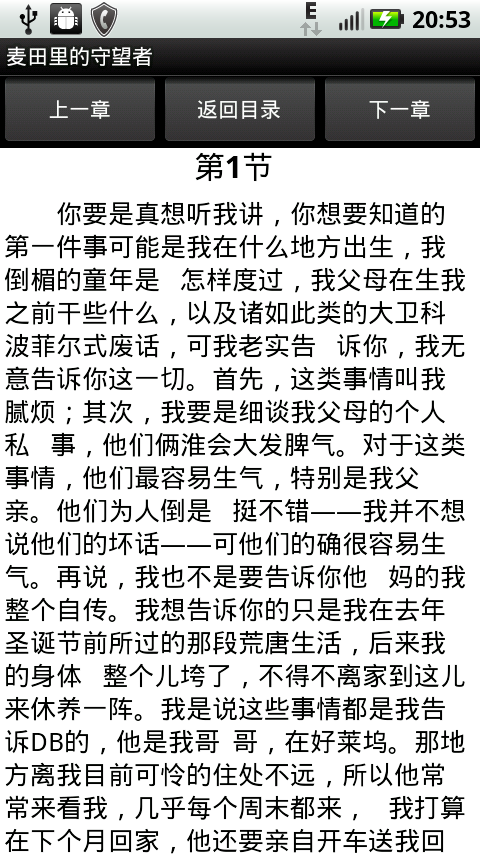 E
20:53
麦田里的守望者
上一章
返回目录
下一章
第1节
你要是真想听我讲，你想要知道的
第一件事可能是我在什么地方出生，我
倒楣的童年是 怎样度过，我父母在生我
之前干些什么，以及诸如此类的大卫科
波菲尔式废话，可我老实告 诉你，我无
意告诉你这一切。首先，这类事情叫我
腻烦；其次，我要是细谈我父母的个人
私 事，他们俩淮会大发脾气。对于这类
事情，他们最容易生气，特别是我父
亲。他们为人倒是 挺不错——我并不想
说他们的坏话——可他们的确很容易生
气。再说，我也不是要告诉你他 妈的我
整个自传。我想告诉你的只是我在去年
圣诞节前所过的那段荒唐生活，后来我
的身体 整个儿垮了，不得不离家到这儿
来休养一阵。我是说这些事情都是我告
诉DB的，他是我哥 哥，在好莱坞。那地
方离我目前可怜的住处不远，所以他常
常来看我，几乎每个周末都来， 我打算
在下个月回家，他还要亲自开车送我回